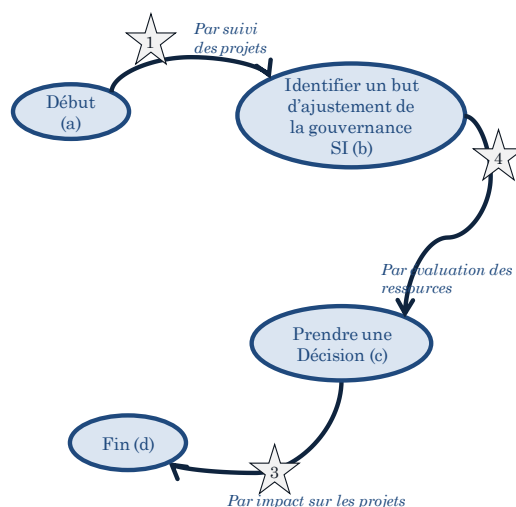 1
Par suivi
des projets
Début
(a)
Identifier un but
d'ajustement de
la gouvernance
SI (b)
4
Par évaluation des
ressources
Prendre une
Décision (c)
Fin (d)
3
Par impact sur les projets